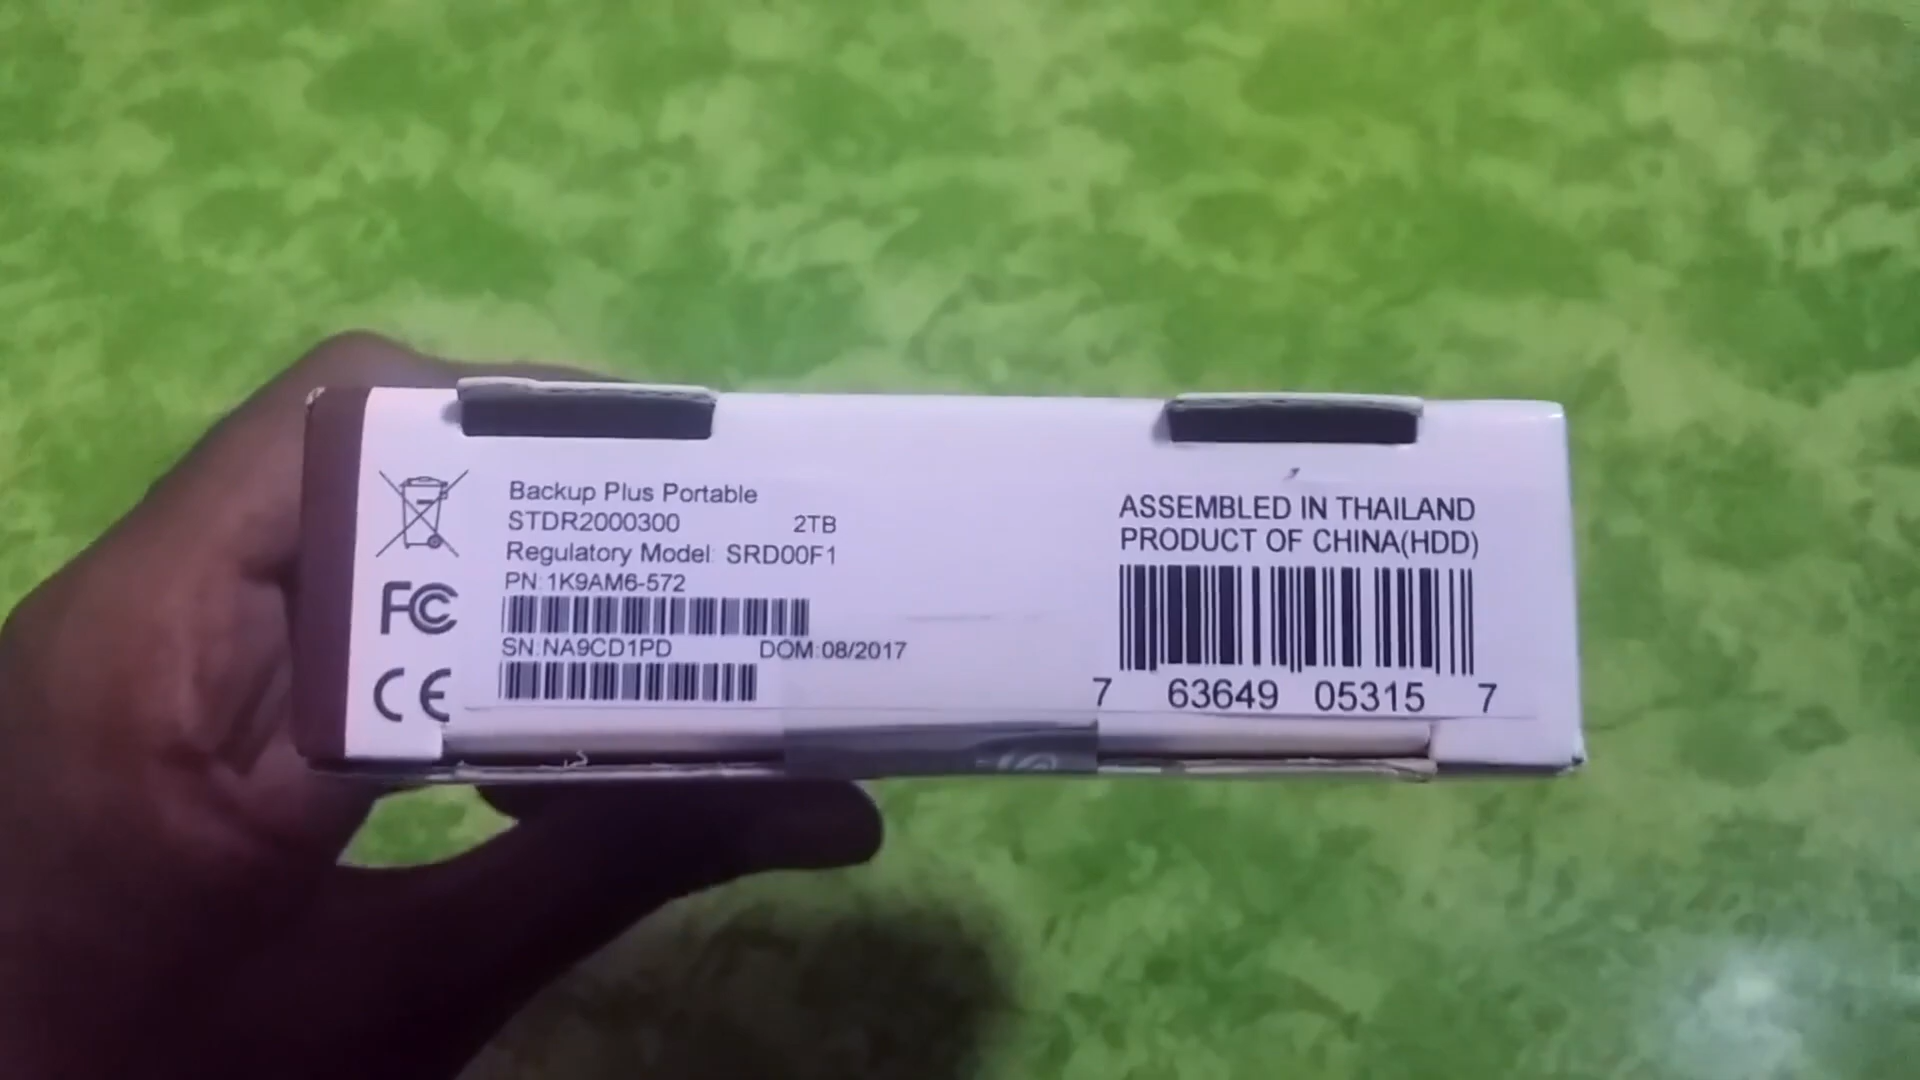 Backup Plus Portable
STDR2000300 2TB
Regulatory Model: SRD00F1
PN:1K9AM6-572
SN:NA9CD1PD DOM:08/2017
FC
CE
ASSEMBLED IN THAILAND
PRODUCT OF CHINA(HDD)
7 63649 05315 7